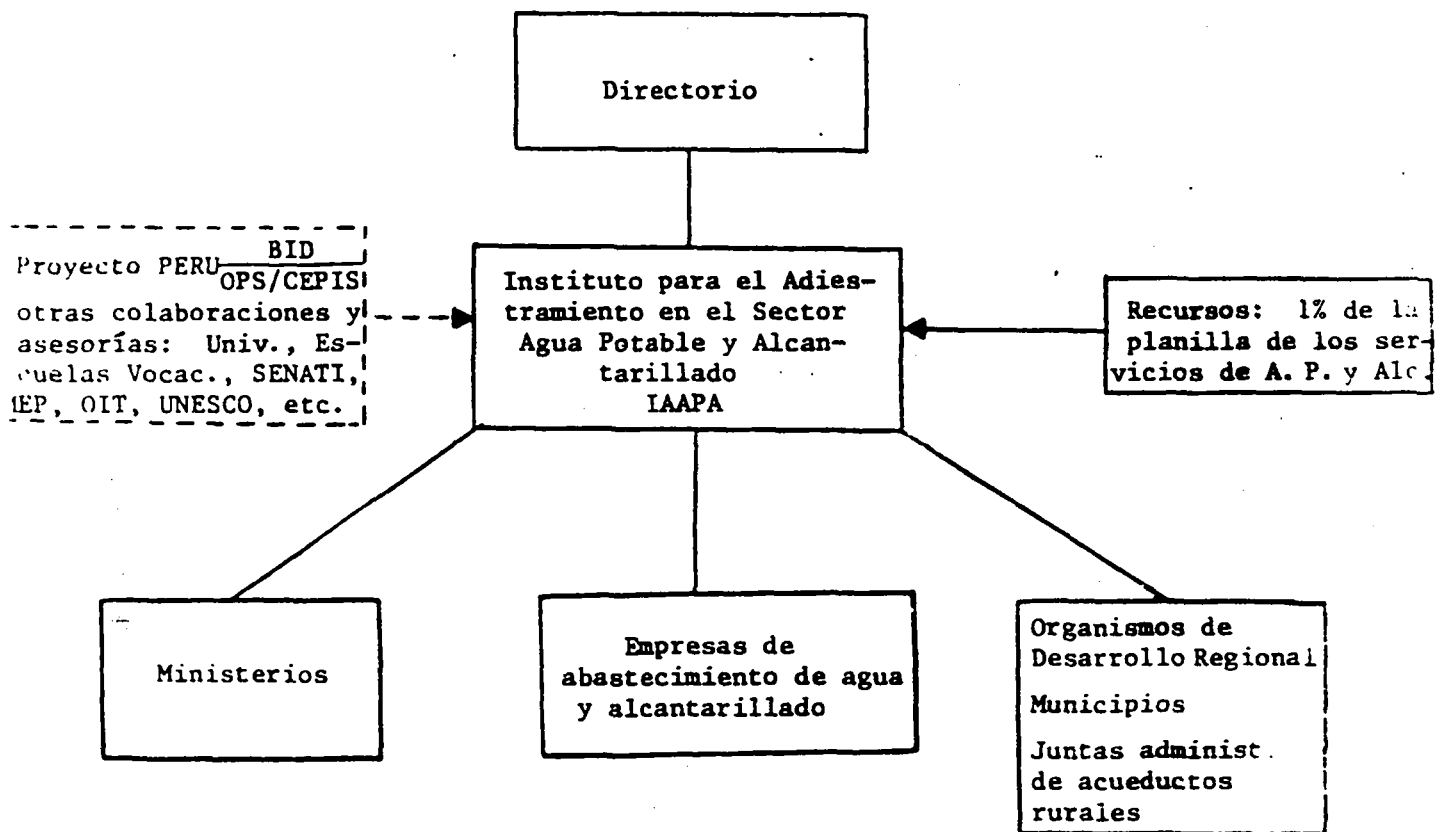 Directorio
Proyecto PERU BID
OPS/CEPIS
otras colaboraciones y
asesorías: Univ., Es-
cuelas Vocac., SENATI,
OIT, UNESCO, etc.
Instituto para el Adies-
tramiento en el Sector
Agua Potable y Alcan-
tarillado
IAAPA
Recursos: 1% de la
planilla de los ser-
vicios de A. P. y Alc.
Ministerios
Empresas de
abastecimiento de agua
y alcantarillado
Organismos de
Desarrollo Regional
Municipios
Juntas administ.
de acueductos
rurales